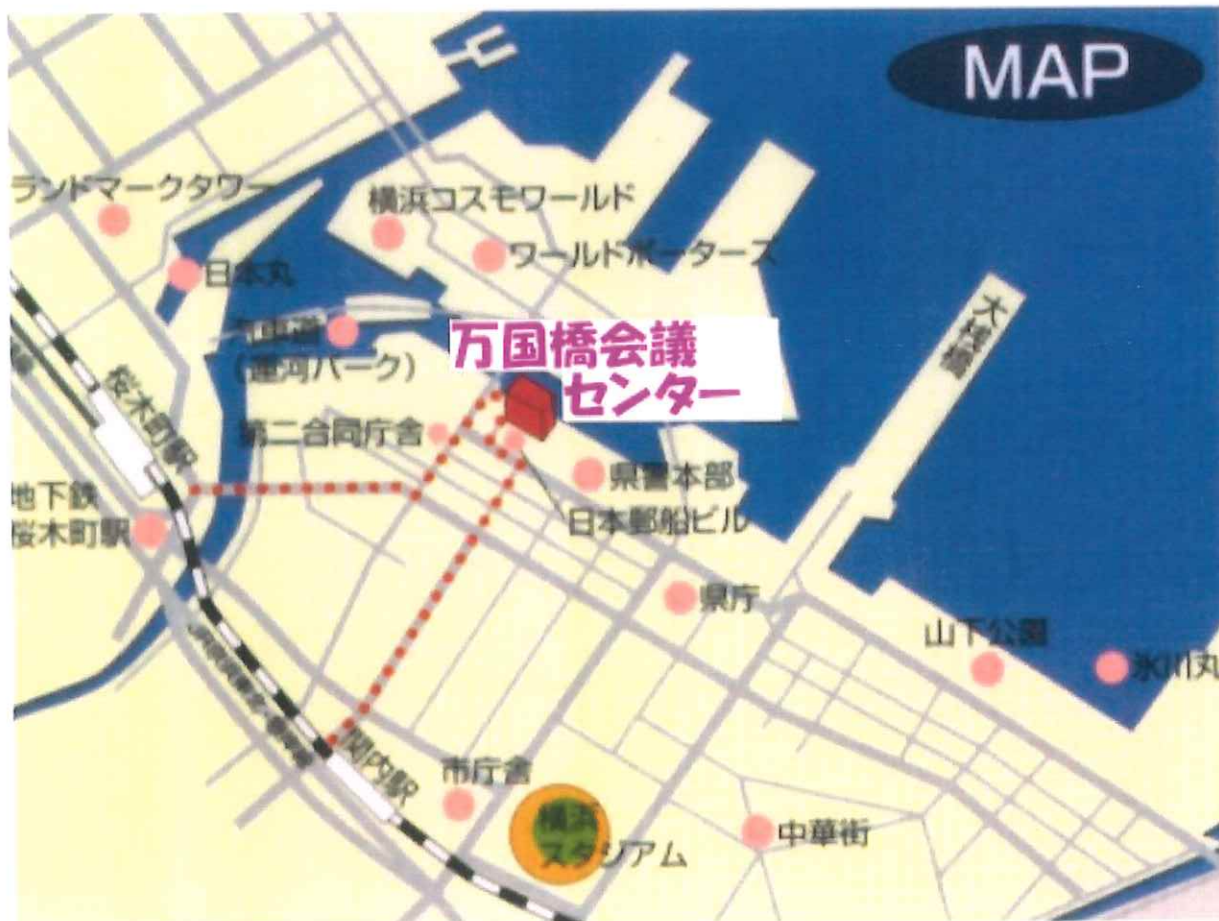 MAP
ランドマークタワー
横浜コスモワールド
ワールドポーターズ
日本丸
汽車道
(運河パーク)
万国橋会議
センター
大桟橋
桜木町駅
第二合同庁舎
県警本部
地下鉄
桜木町駅
日本郵船ビル
県庁
山下公園
氷川丸
関内駅
市庁舎
横浜
スタジアム
中華街